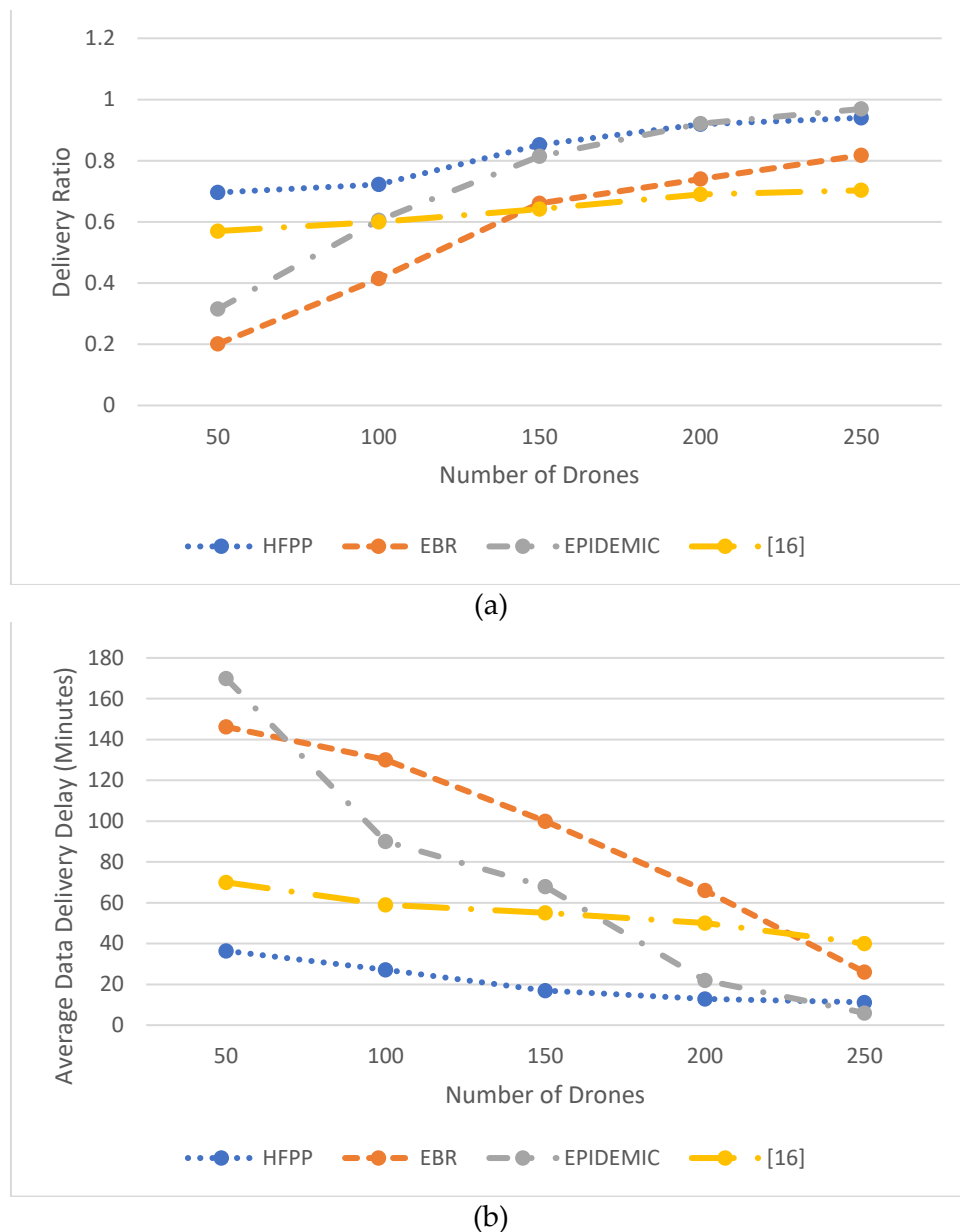 1.2
1
0.8
0.6
0.4
0.2
0
Delivery Ratio
50 100 150 200 250
Number of Drones
HFPP EBR EPIDEMIC [16]
(a)
180
160
140
120
100
80
60
40
20
0
Average Data Delivery Delay (Minutes)
50 100 150 200 250
Number of Drones
HFPP EBR EPIDEMIC [16]
(b)